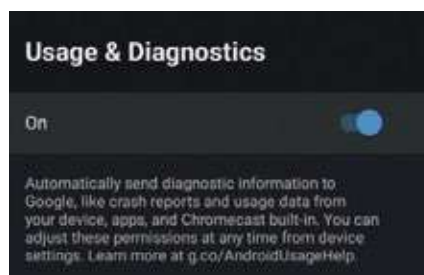 Usage & Diagnostics
On
Automatically send diagnostic information to
Google, like crash reports and usage data from
your device, apps, and Chromecast built-in. You can
adjust these permissions at any time from device
settings. Learn more at g.co/AndroidUsageHelp.